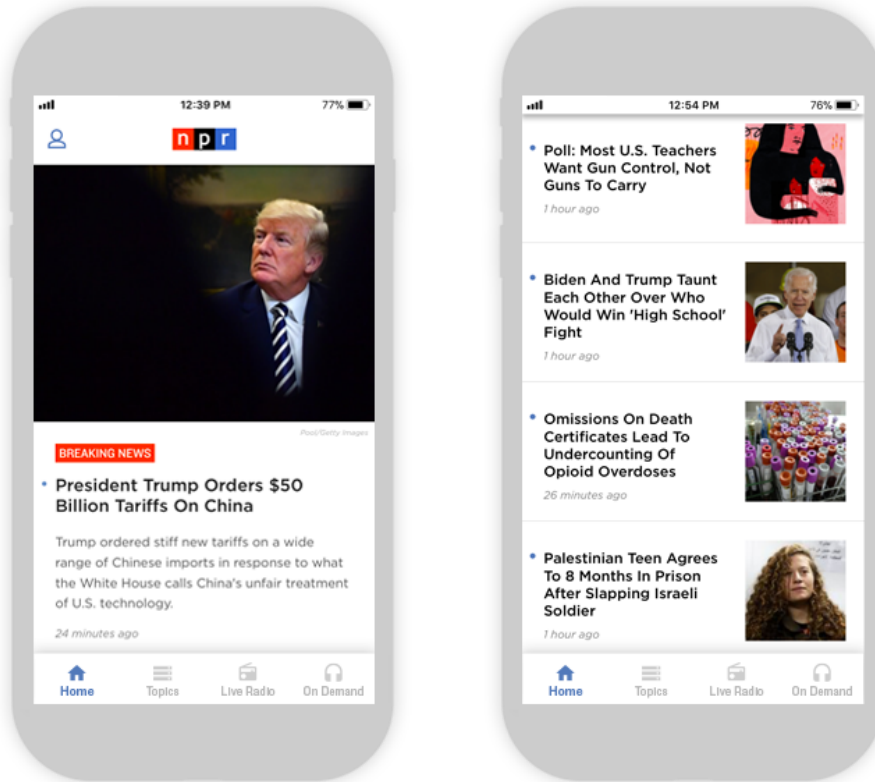 12:39 PM
77%
npr
Pool/Getty Images
BREAKING NEWS
President Trump Orders $50
Billion Tariffs On China
Trump ordered stiff new tariffs on a wide
range of Chinese imports in response to what
the White House calls China's unfair treatment
of U.S. technology.
24 minutes ago
Home
Topics
Live Radio
On Demand
12:54 PM
76%
Poll: Most U.S. Teachers
Want Gun Control, Not
Guns To Carry
1 hour ago
Biden And Trump Taunt
Each Other Over Who
Would Win 'High School'
Fight
1 hour ago
Omissions On Death
Certificates Lead To
Undercounting Of
Opioid Overdoses
26 minutes ago
Palestinian Teen Agrees
To 8 Months In Prison
After Slapping Israeli
Soldier
1 hour ago
Home
Topics
Live Radio
On Demand